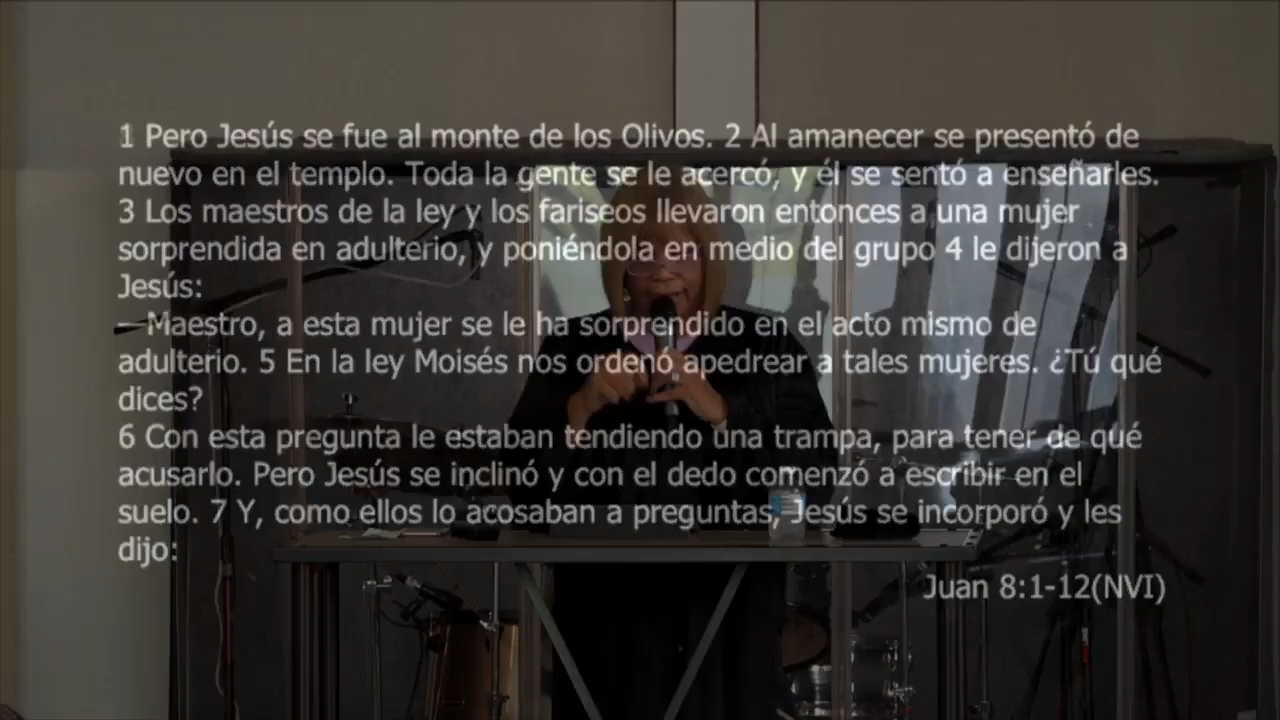 1 Pero Jesús se fue al monte de los Olivos. 2 Al amanecer se presentó de
nuevo en el templo. Toda la gente se le acercó, y él se sentó a enseñarles.
3 Los maestros de la ley y los fariseos llevaron entonces a una mujer
sorprendida en adulterio, y poniéndola en medio del grupo 4 le dijeron a
Jesús:
—Maestro, a esta mujer se le ha sorprendido en el acto mismo de
adulterio. 5 En la ley Moisés nos ordenó apedrear a tales mujeres. ¿Tú qué
dices?
6 Con esta pregunta le estaban tendiendo una trampa, para tener de qué
acusarlo. Pero Jesús se inclinó y con el dedo comenzó a escribir en el
suelo. 7 Y, como ellos lo acosaban a preguntas, Jesús se incorporó y les
dijo:
Juan 8:1-12(NVI)